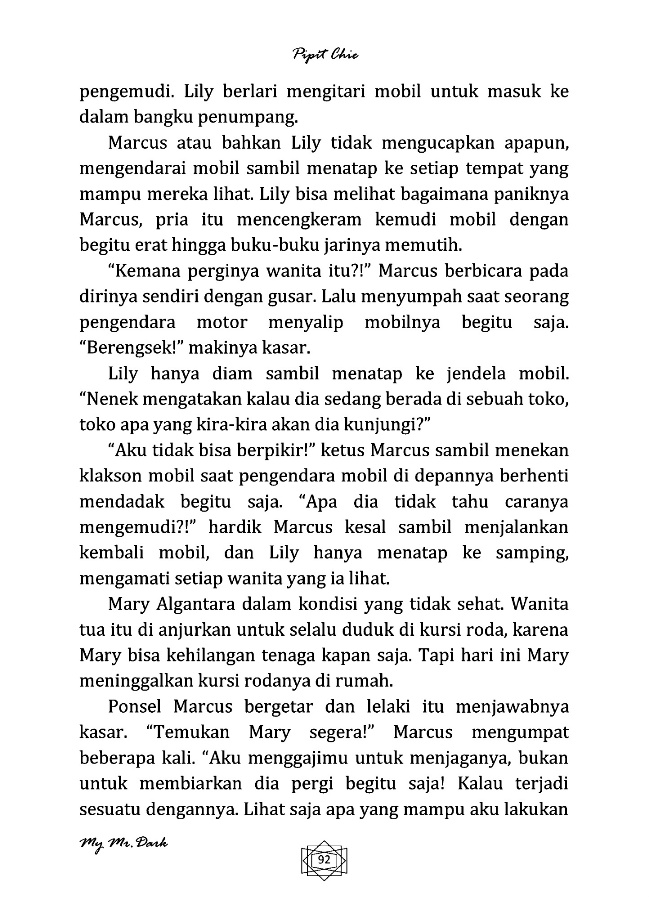 Pipit Chie
pengemudi. Lily berlari mengitari mobil untuk masuk ke
dalam bangku penumpang.
Marcus atau bahkan Lily tidak mengucapkan apapun,
mengendarai mobil sambil menatap ke setiap tempat yang
mampu mereka lihat. Lily bisa melihat bagaimana paniknya
Marcus, pria itu mencengkeram kemudi mobil dengan
begitu erat hingga buku-buku jarinya memutih.
“Kemana perginya wanita itu?!” Marcus berbicara pada
dirinya sendiri dengan gusar. Lalu menyumpah saat seorang
pengendara motor menyalip mobilnya begitu saja.
“Berengsek!” makinya kasar.
Lily hanya diam sambil menatap ke jendela mobil.
“Nenek mengatakan kalau dia sedang berada di sebuah toko,
toko apa yang kira-kira akan dia kunjungi?”
“Aku tidak bisa berpikir!” ketus Marcus sambil menekan
klakson mobil saat pengendara mobil di depannya berhenti
mendadak begitu saja. “Apa dia tidak tahu caranya
mengemudi?!” hardik Marcus kesal sambil menjalankan
kembali mobil, dan Lily hanya menatap ke samping,
mengamati setiap wanita yang ia lihat.
Mary Algantara dalam kondisi yang tidak sehat. Wanita
tua itu di anjurkan untuk selalu duduk di kursi roda, karena
Mary bisa kehilangan tenaga kapan saja. Tapi hari ini Mary
meninggalkan kursi rodanya di rumah.
Ponsel Marcus bergetar dan lelaki itu menjawabnya
kasar. “Temukan Mary segera!” Marcus mengumpat
beberapa kali. “Aku menggajimu untuk menjaganya, bukan
untuk membiarkan dia pergi begitu saja! Kalau terjadi
sesuatu dengannya. Lihat saja apa yang mampu aku lakukan
My Mr. Dark
92